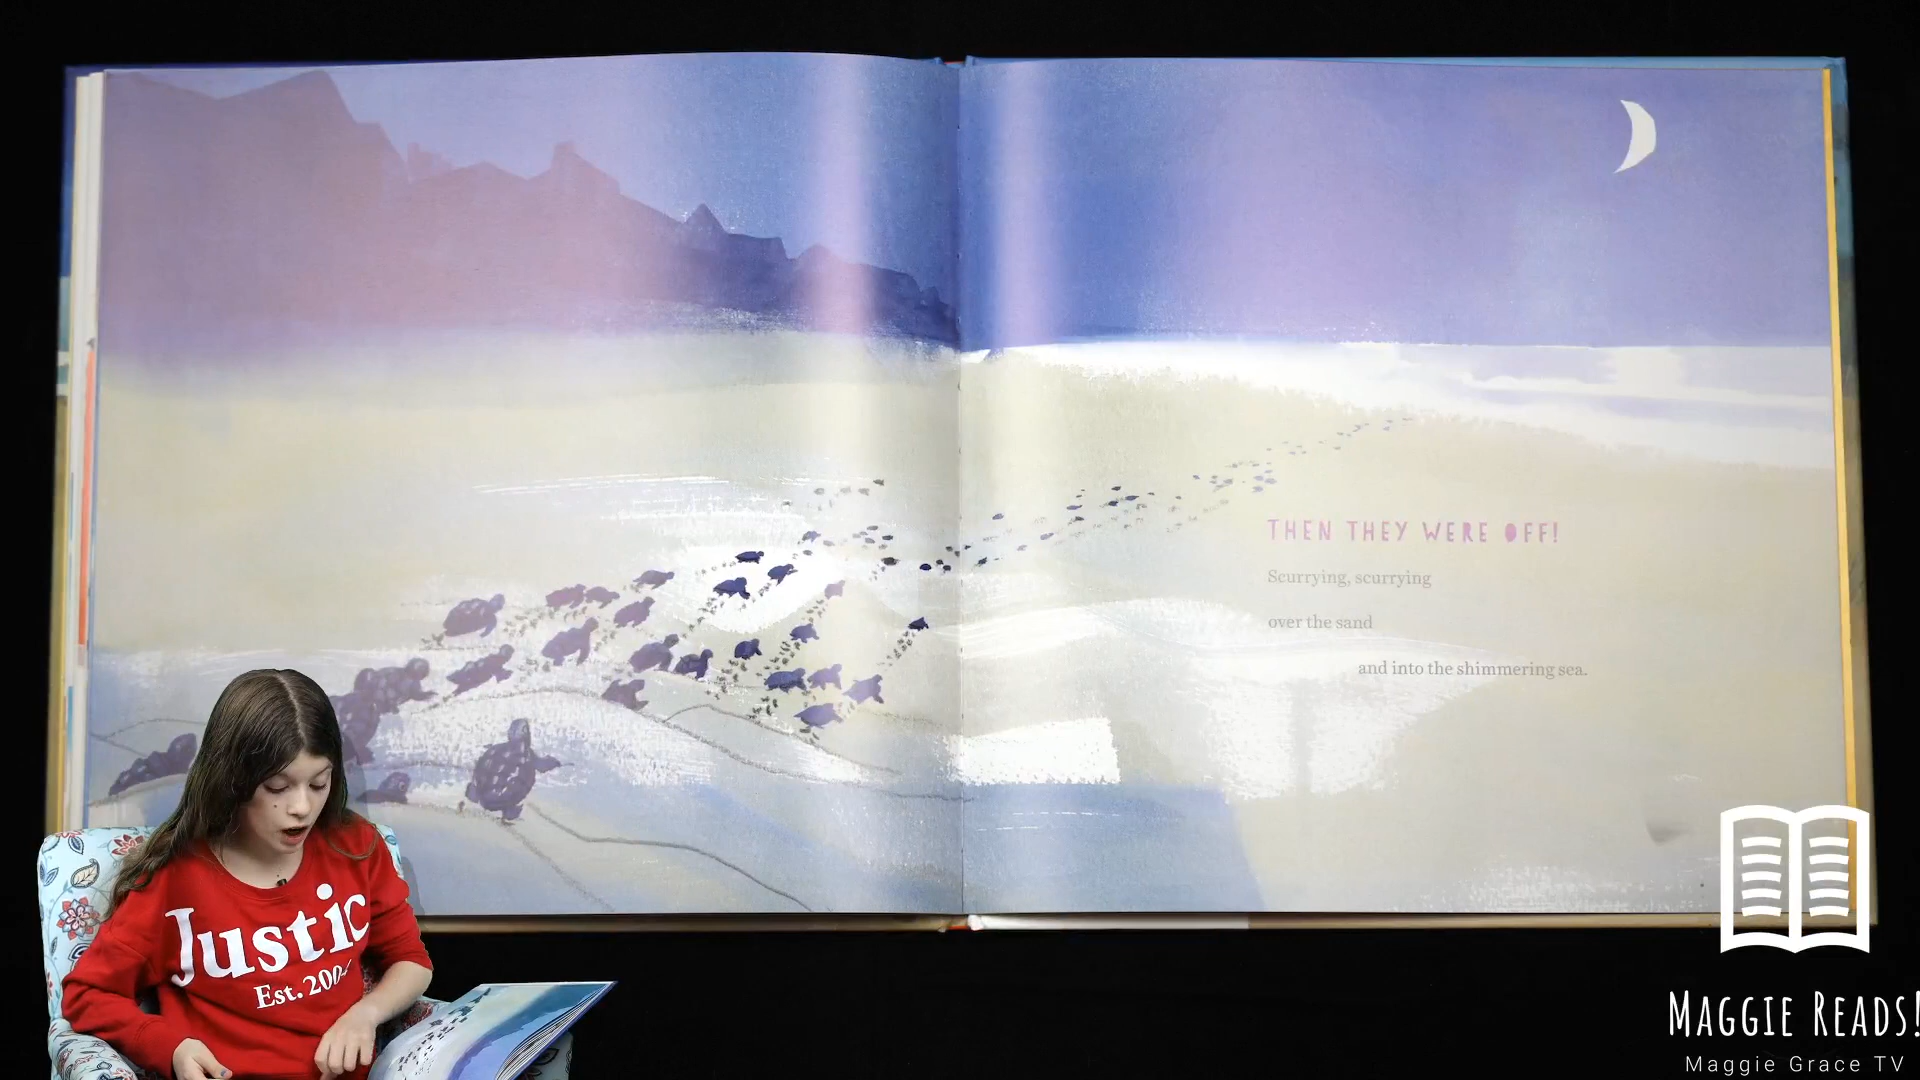 THEN THEY WERE OFF!
Scurrying, scurrying
over the sand
and into the shimmering sea.
Justic
Est. 200
MAGGIE READS!
Maggie Grace TV